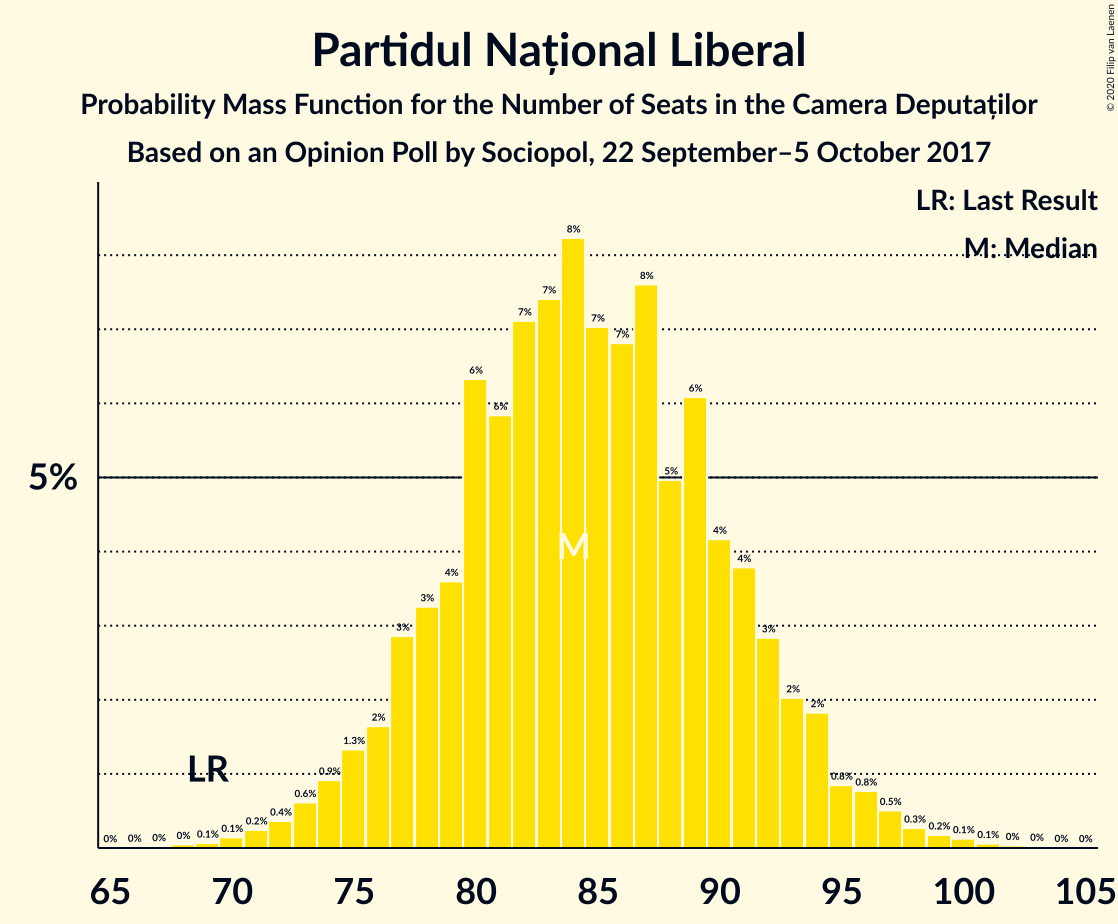 Partidul Național Liberal
Probability Mass Function for the Number of Seats in the Camera Deputaților
Based on an Opinion Poll by Sociopol, 22 September–5 October 2017
© 2020 Filip van Laenen
LR: Last Result
M: Median
5%
0% 0% 0% 0% 0.1% 0.1% 0.2% 0.4% 0.6% 0.9% 1.3% 2% 3% 3% 4% 6% 6% 7% 7% 8% 7% 7% 8% 5% 6% 4% 4% 3% 2% 2% 0.8% 0.8% 0.5% 0.3% 0.2% 0.1% 0.1% 0% 0% 0% 0%
M
LR
65 70 75 80 85 90 95 100 105